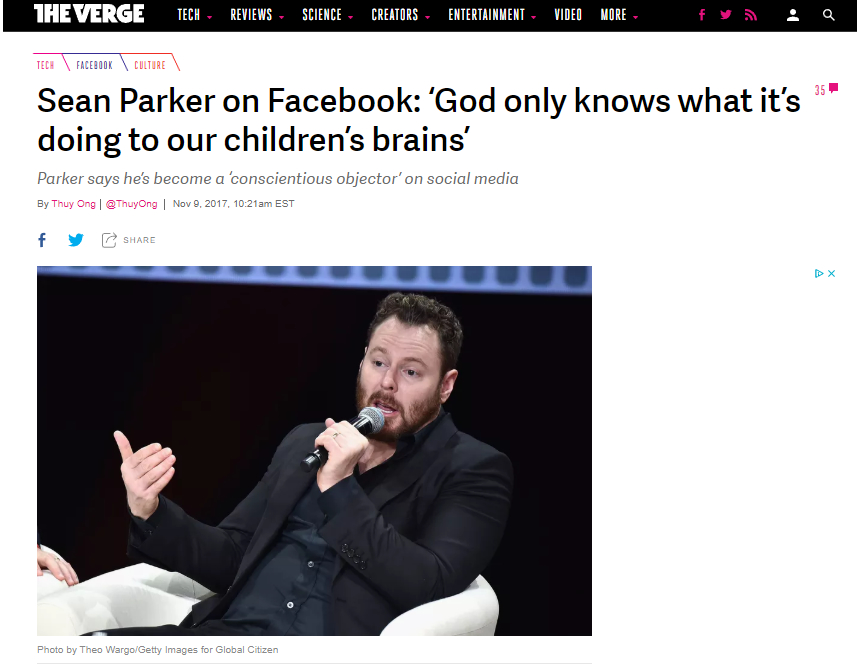 THE VERGE TECH REVIEWS SCIENCE CREATORS ENTERTAINMENT VIDEO MORE
TECH FACEBOOK CULTURE
Sean Parker on Facebook: ‘God only knows what it’s
doing to our children’s brains’
35
Parker says he’s become a ‘conscientious objector’ on social media
By Thuy Ong | @ThuyOng | Nov 9, 2017, 10:21am EST
SHARE
Photo by Theo Wargo/Getty Images for Global Citizen